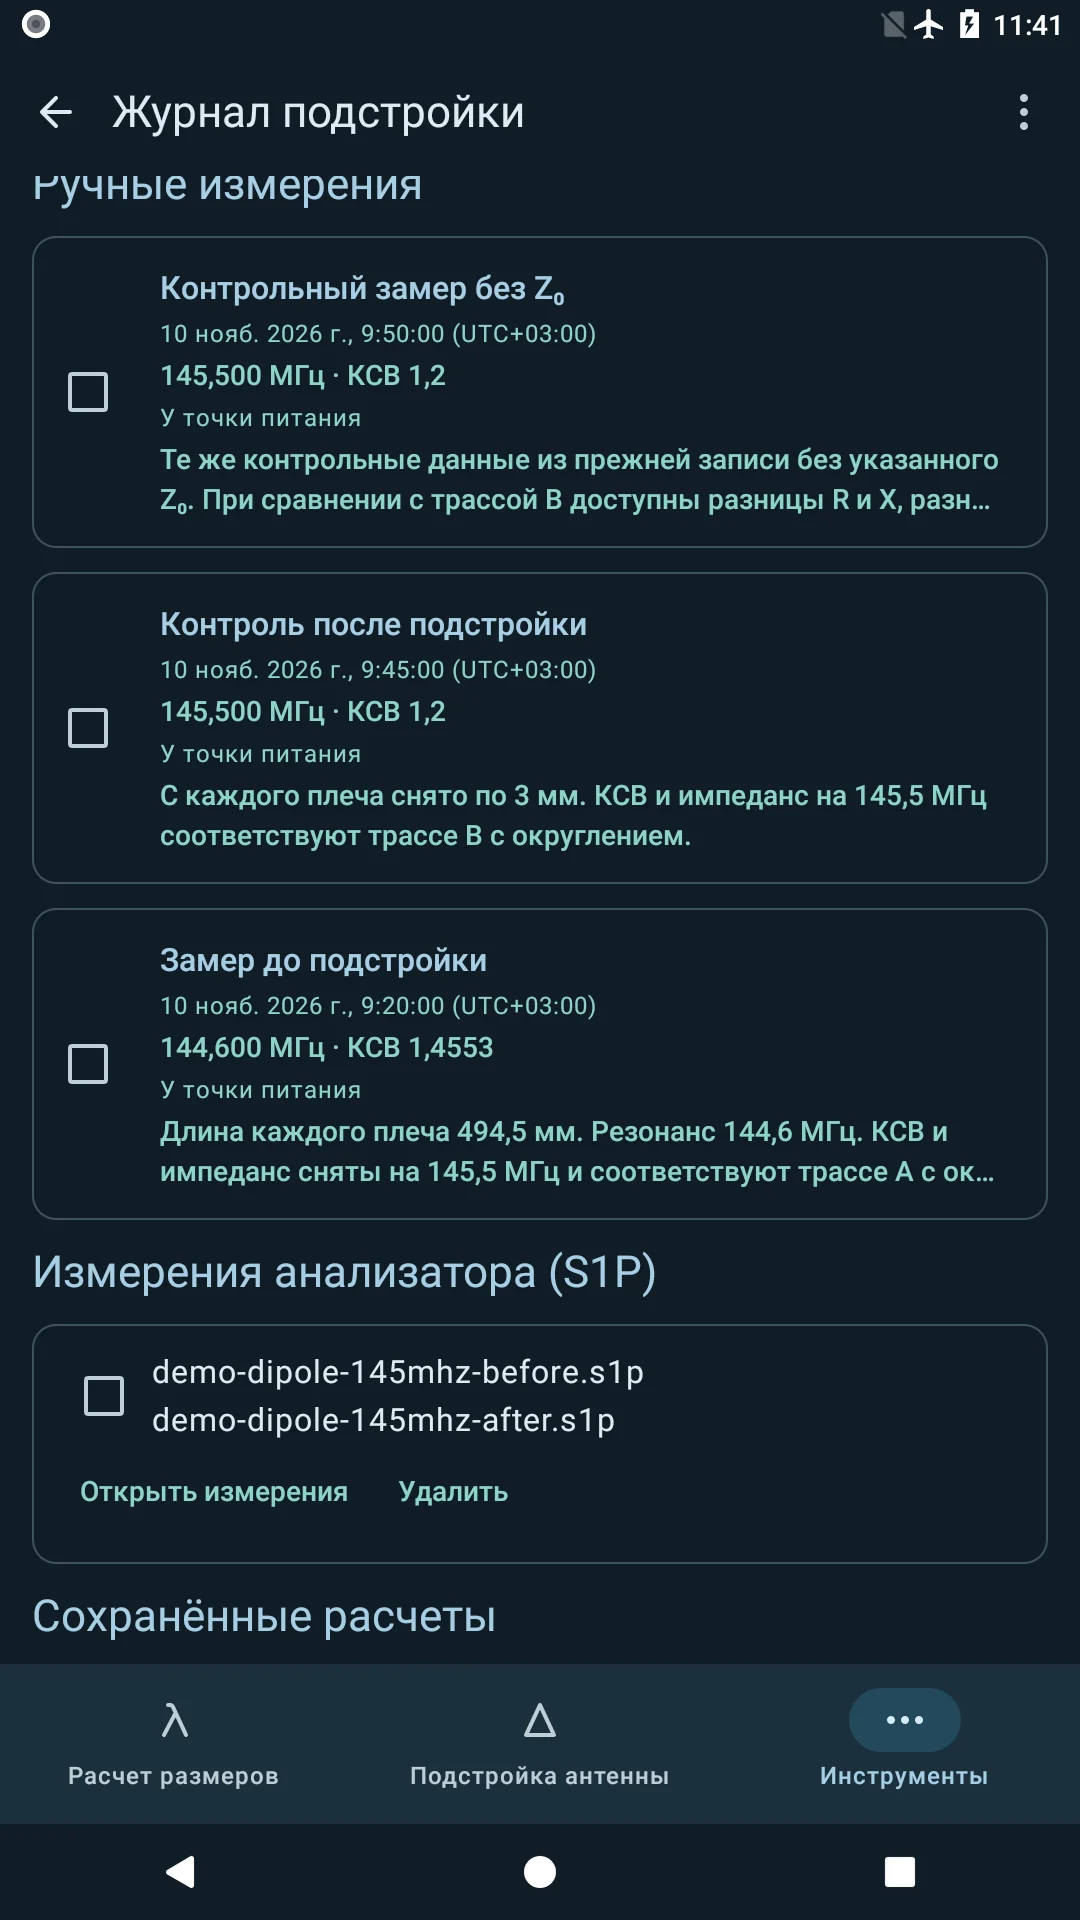 11:41
Журнал подстройки
Ручные измерения
Контрольный замер без Z₀
10 нояб. 2026 г., 9:50:00 (UTC+03:00)
145,500 МГц · КСВ 1,2
У точки питания
Те же контрольные данные из прежней записи без указанного
Z₀. При сравнении с трассой B доступны разницы R и X, разн...
Контроль после подстройки
10 нояб. 2026 г., 9:45:00 (UTC+03:00)
145,500 МГц · КСВ 1,2
У точки питания
С каждого плеча снято по 3 мм. КСВ и импеданс на 145,5 МГц
соответствуют трассе B с округлением.
Замер до подстройки
10 нояб. 2026 г., 9:20:00 (UTC+03:00)
144,600 МГц · КСВ 1,4553
У точки питания
Длина каждого плеча 494,5 мм. Резонанс 144,6 МГц. КСВ и
импеданс сняты на 145,5 МГц и соответствуют трассе A с ок...
Измерения анализатора (S1P)
demo-dipole-145mhz-before.s1p
demo-dipole-145mhz-after.s1p
Открыть измерения Удалить
Сохранённые расчеты
λ Δ
Расчет размеров Подстройка антенны Инструменты